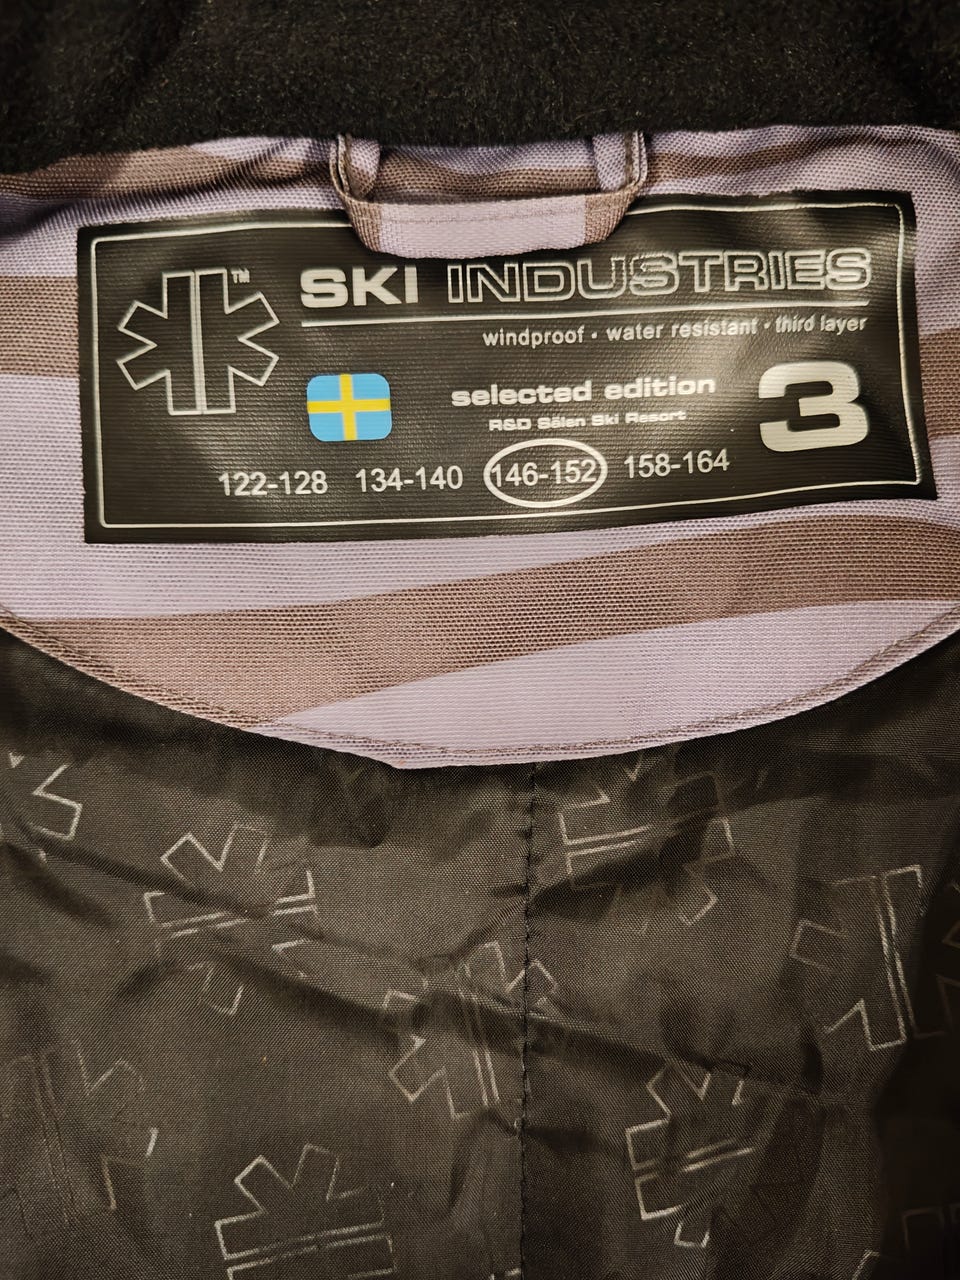 ™
SKI INDUSTRIES
windproof • water resistant • third layer
selected edition
R&D Sälen Ski Resort
3
122-128 134-140 146-152 158-164